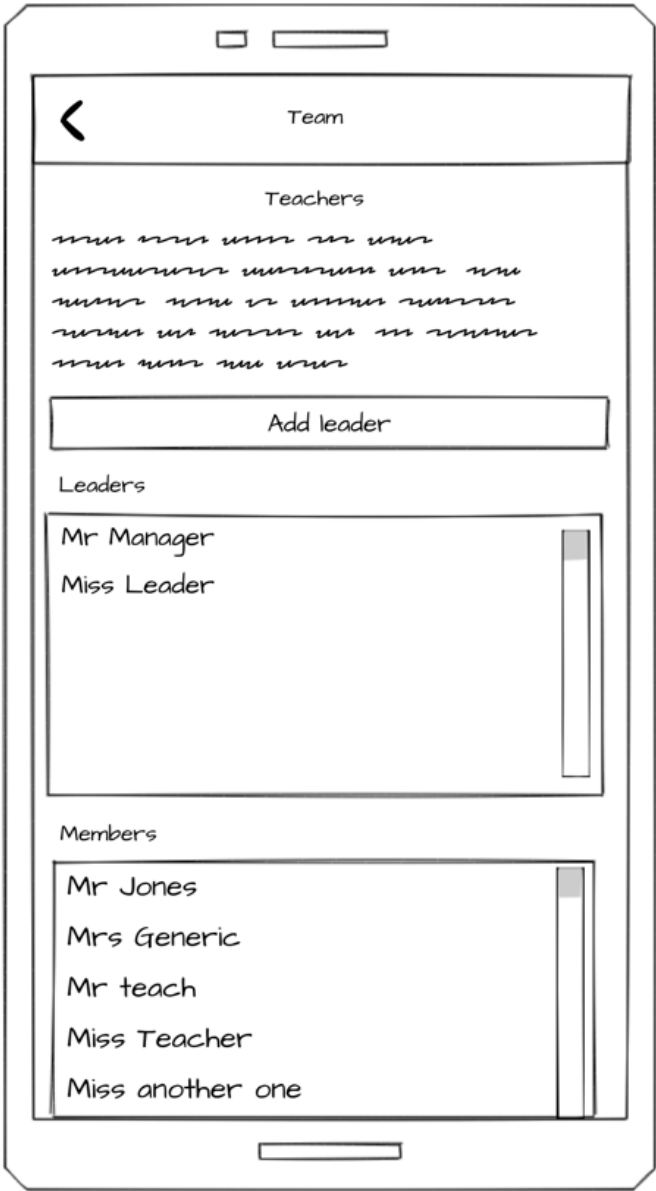 Team
Teachers
Add leader
Leaders
Mr Manager
Miss Leader
Members
Mr Jones
Mrs Generic
Mr teach
Miss Teacher
Miss another one